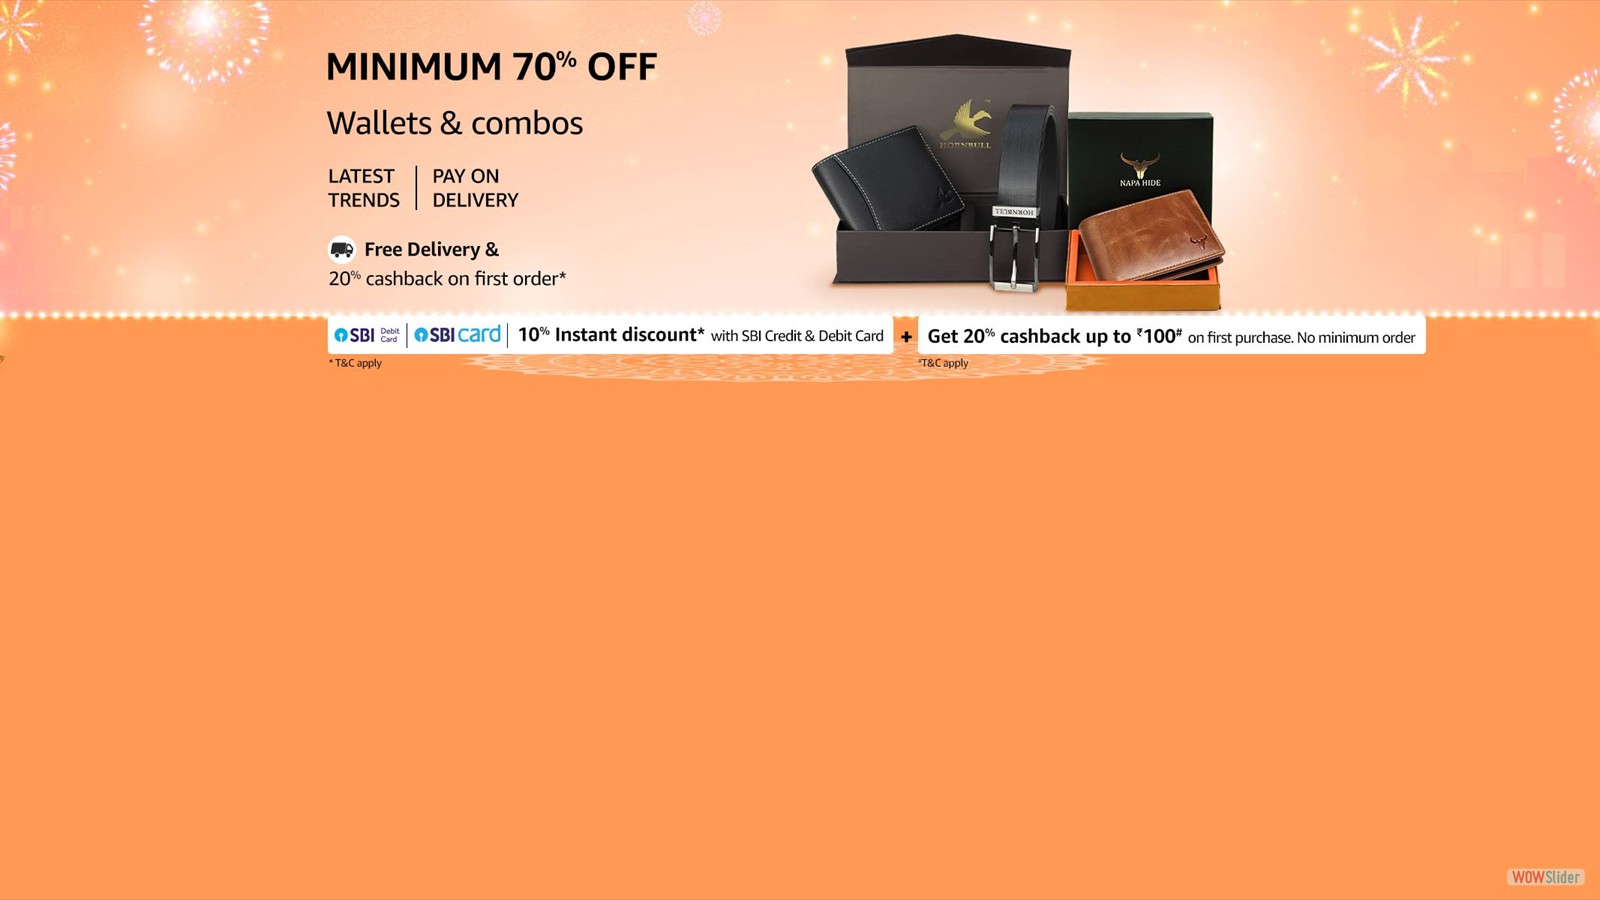 MINIMUM 70% OFF
Wallets & combos
LATEST TRENDS | PAY ON DELIVERY
Free Delivery &
20% cashback on first order*
HORNBULL
HORNBULL
NAPA HIDE
SBI Debit Card | SBI card | 10% Instant discount* with SBI Credit & Debit Card + Get 20% cashback up to ₹100# on first purchase. No minimum order
* T&C apply
#T&C apply
WOWSlider